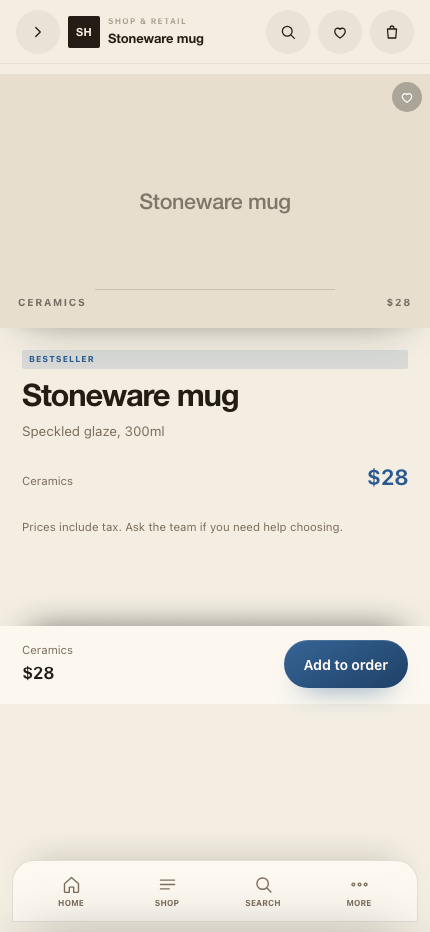 SH
SHOP & RETAIL
Stoneware mug
Stoneware mug
CERAMICS
$28
BESTSELLER
Stoneware mug
Speckled glaze, 300ml
Ceramics
$28
Prices include tax. Ask the team if you need help choosing.
Ceramics
$28
Add to order
HOME
SHOP
SEARCH
MORE